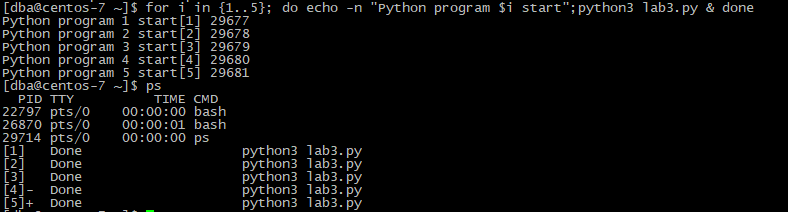 [dba@centos-7 ~]$ for i in {1..5}; do echo -n "Python program $i start";python3 lab3.py & done
Python program 1 start[1] 29677
Python program 2 start[2] 29678
Python program 3 start[3] 29679
Python program 4 start[4] 29680
Python program 5 start[5] 29681
[dba@centos-7 ~]$ ps
  PID TTY          TIME CMD
22797 pts/0    00:00:00 bash
26870 pts/0    00:00:01 bash
29714 pts/0    00:00:00 ps
[1]   Done                    python3 lab3.py
[2]   Done                    python3 lab3.py
[3]   Done                    python3 lab3.py
[4]-  Done                    python3 lab3.py
[5]+  Done                    python3 lab3.py
[dba@centos-7 ~]$